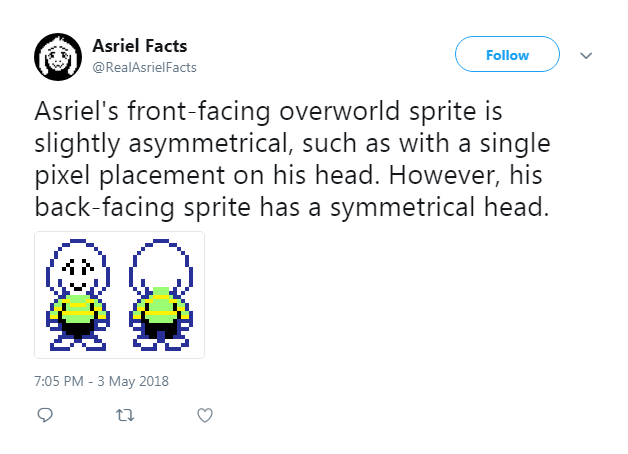 Asriel Facts
@RealAsrielFacts
Follow
Asriel's front-facing overworld sprite is
slightly asymmetrical, such as with a single
pixel placement on his head. However, his
back-facing sprite has a symmetrical head.
7:05 PM - 3 May 2018